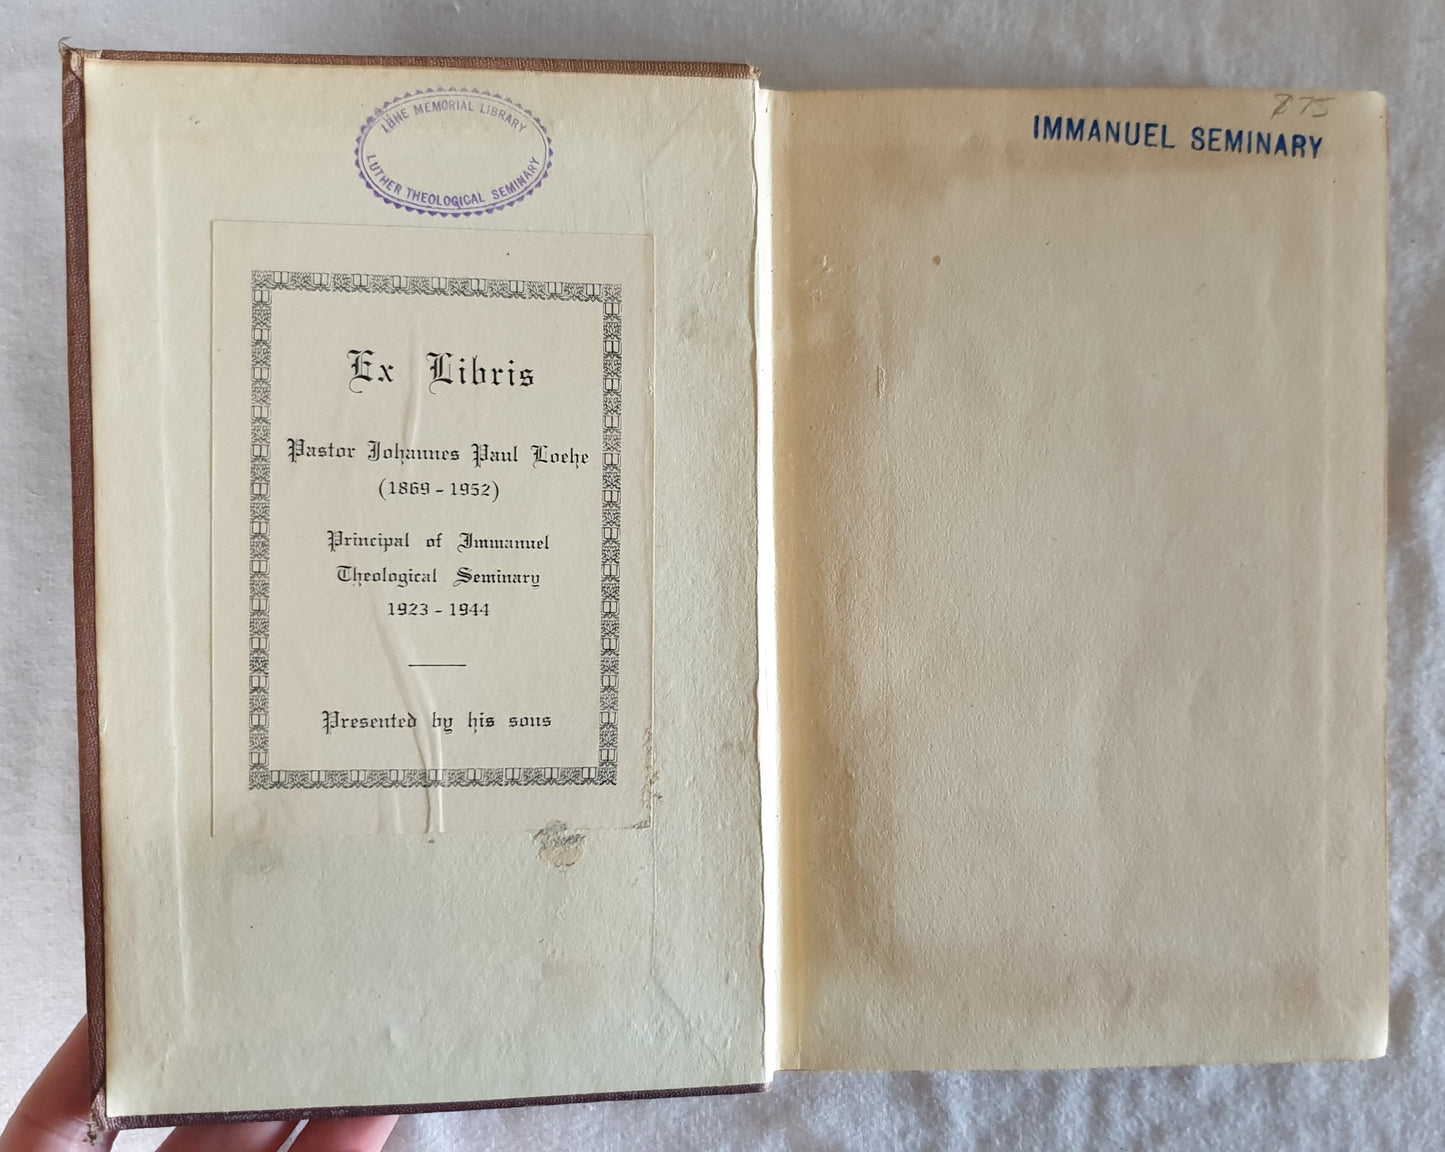 LÖHE MEMORIAL LIBRARY
LUTHER THEOLOGICAL SEMINARY
Ex Libris
Pastor Johannes Paul Loehe
(1869 - 1952)
Principal of Immanuel
Theological Seminary
1923 - 1944
Presented by his sons
IMMANUEL SEMINARY